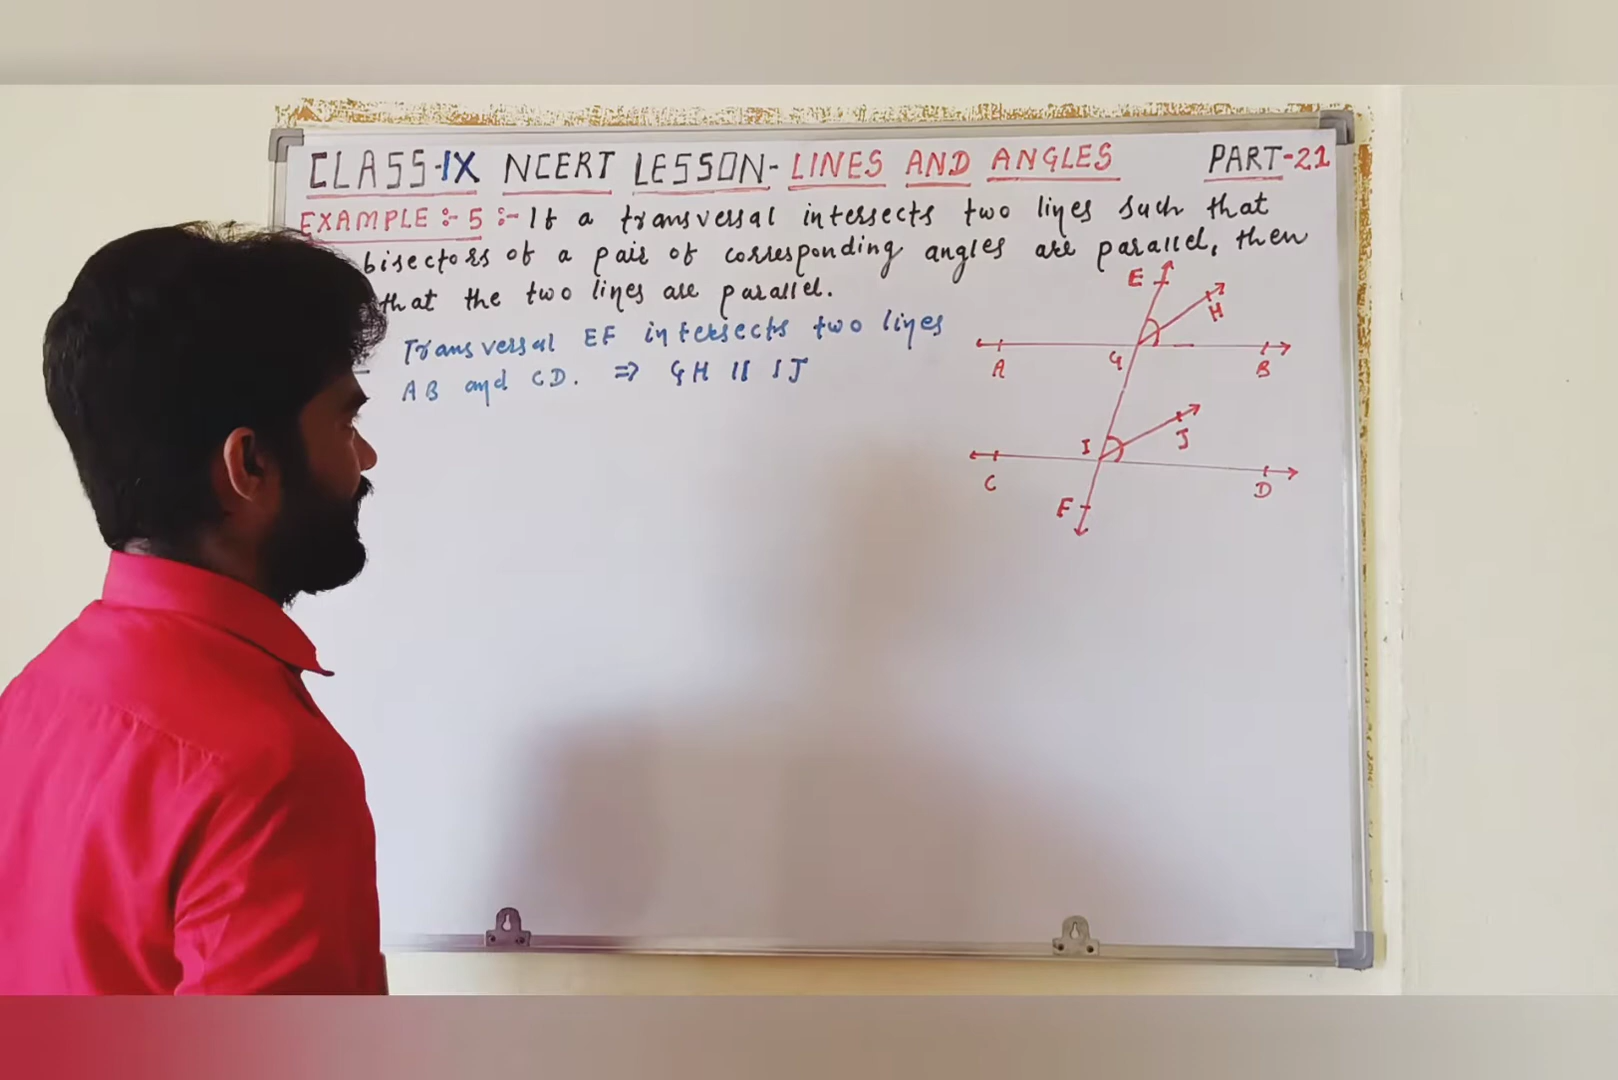 CLASS-IX NCERT LESSON- LINES AND ANGLES PART-21
EXAMPLE :- 5 :- If a transversal intersects two lines such that
bisectors of a pair of corresponding angles are parallel, then
that the two lines are parallel.
Transversal EF intersects two lines
AB and CD. ⇒ GH || IJ
E
H
A
G
B
I
J
C
D
F